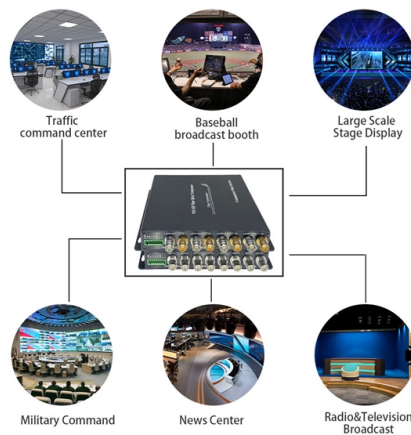 Traffic
command center
Baseball
broadcast booth
Large Scale
Stage Display
Military Command
News Center
Radio&Television
Broadcast